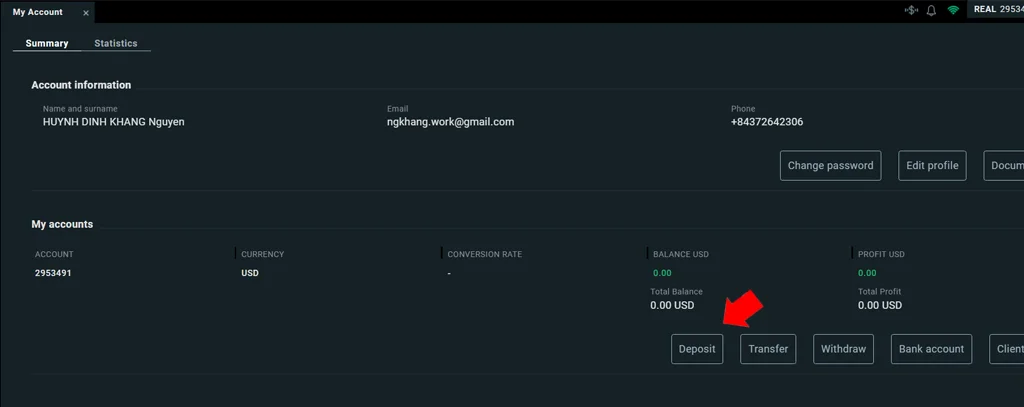 My Account ×
REAL 29534
Summary Statistics
Account information
Name and surname Email Phone
HUYNH DINH KHANG Nguyen ngkhang.work@gmail.com +84372642306
Change password Edit profile Docum
My accounts
ACCOUNT CURRENCY CONVERSION RATE BALANCE USD PROFIT USD
2953491 USD - 0.00 0.00
Total Balance Total Profit
0.00 USD 0.00 USD
Deposit Transfer Withdraw Bank account Client